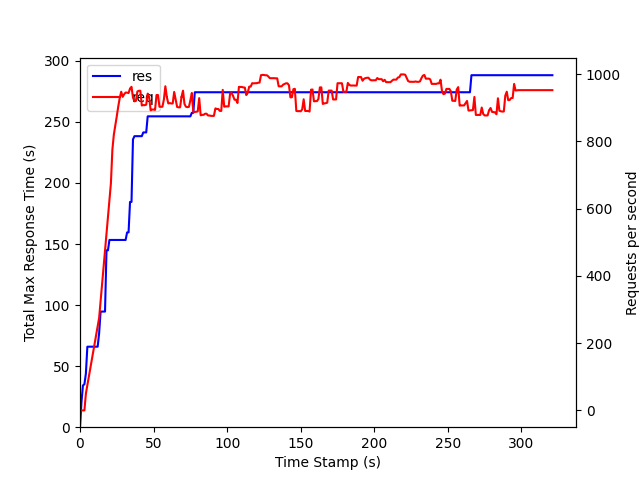 res
req
300
250
200
150
100
50
0
Total Max Response Time (s)
1000
800
600
400
200
0
Requests per second
0 50 100 150 200 250 300
Time Stamp (s)